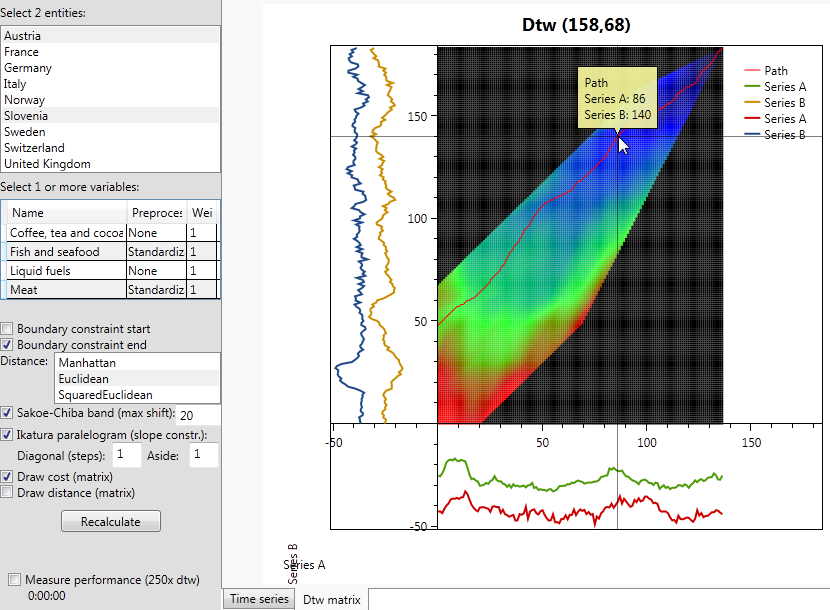 Select 2 entities:
Austria
France
Germany
Italy
Norway
Slovenia
Sweden
Switzerland
United Kingdom
Select 1 or more variables:
Name Preproces Wei
Coffee, tea and cocoa None 1
Fish and seafood Standardiz 1
Liquid fuels None 1
Meat Standardiz 1
Boundary constraint start
Boundary constraint end
Distance:
Manhattan
Euclidean
SquaredEuclidean
Sakoe-Chiba band (max shift): 20
Ikatura paralelogram (slope constr.):
Diagonal (steps): 1 Aside: 1
Draw cost (matrix)
Draw distance (matrix)
Recalculate
Measure performance (250x dtw)
0:00:00
Dtw (158,68)
Path
Series A: 86
Series B: 140
Path
Series A
Series B
Series A
Series B
150
100
50
-50 50 100 150
-50
Series B
Series A
Time series Dtw matrix